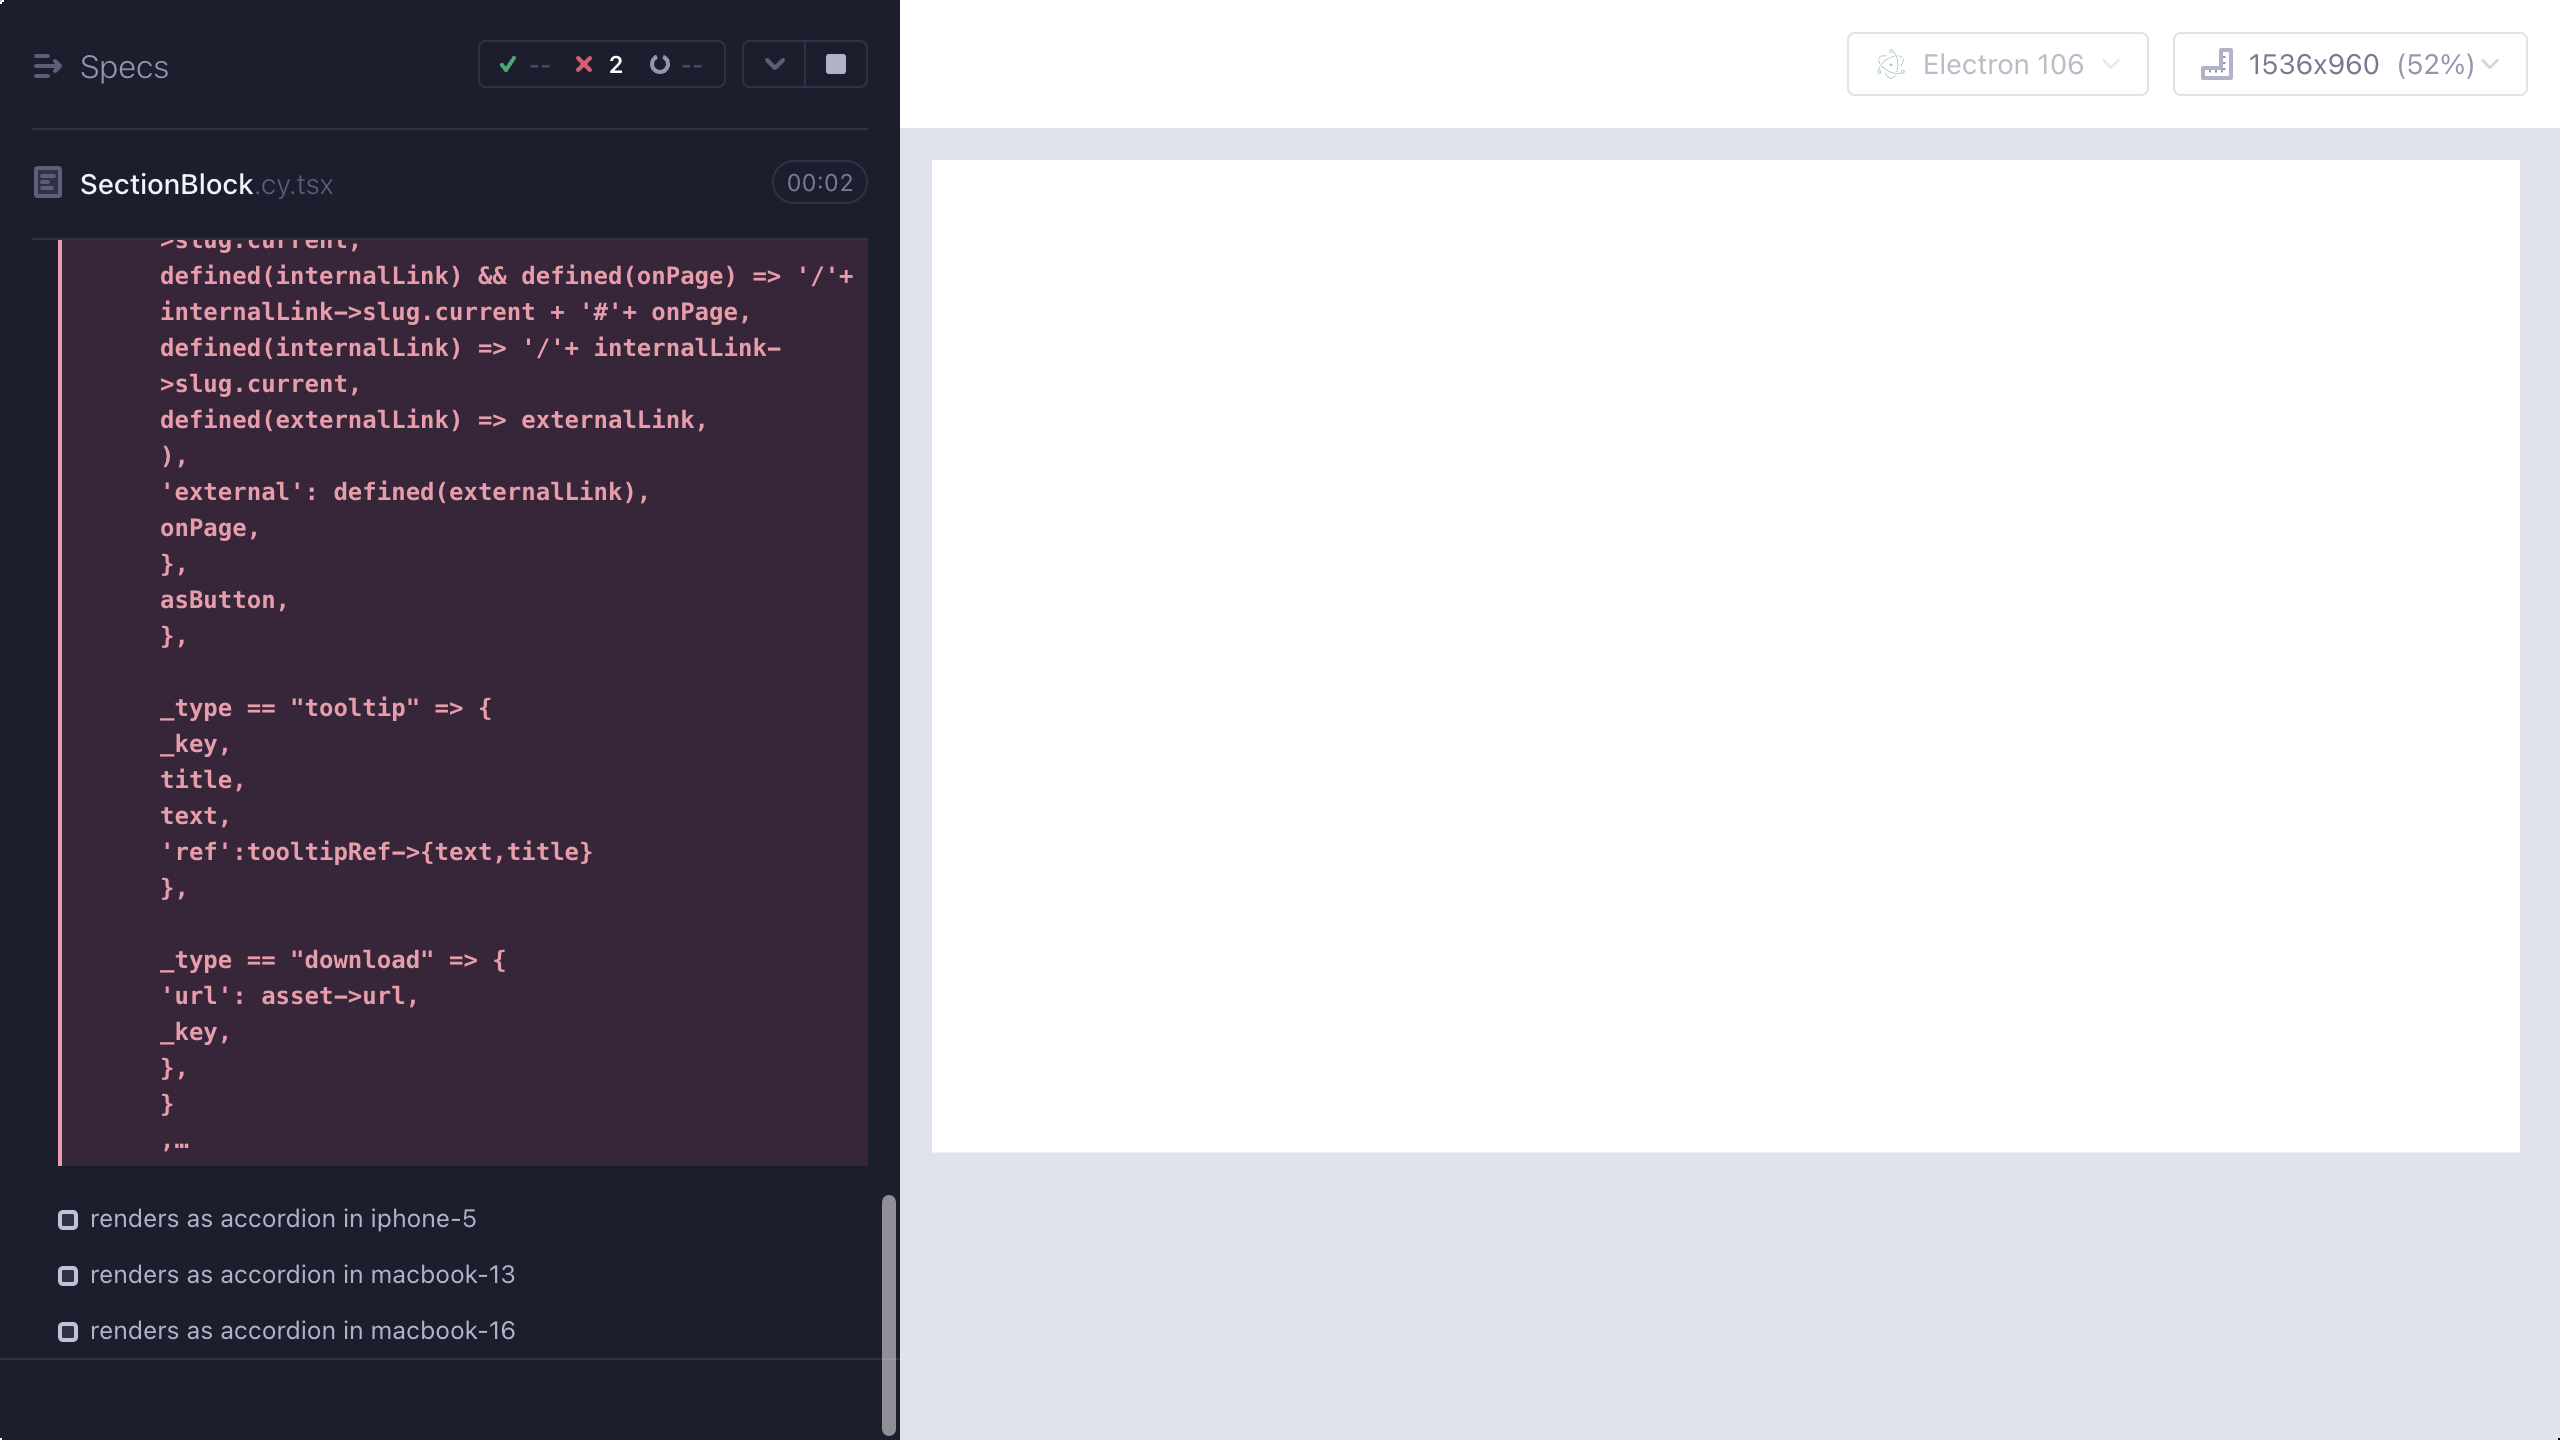 Specs
-- 2 --
Electron 106
1536x960 (52%)
SectionBlock.cy.tsx
00:02
>slug.current,
defined(internalLink) && defined(onPage) => '/'+
internalLink->slug.current + '#'+ onPage,
defined(internalLink) => '/'+ internalLink-
>slug.current,
defined(externalLink) => externalLink,
),
'external': defined(externalLink),
onPage,
},
asButton,
},
_type == "tooltip" => {
_key,
title,
text,
'ref':tooltipRef->{text,title}
},
_type == "download" => {
'url': asset->url,
_key,
},
}
,…
renders as accordion in iphone-5
renders as accordion in macbook-13
renders as accordion in macbook-16